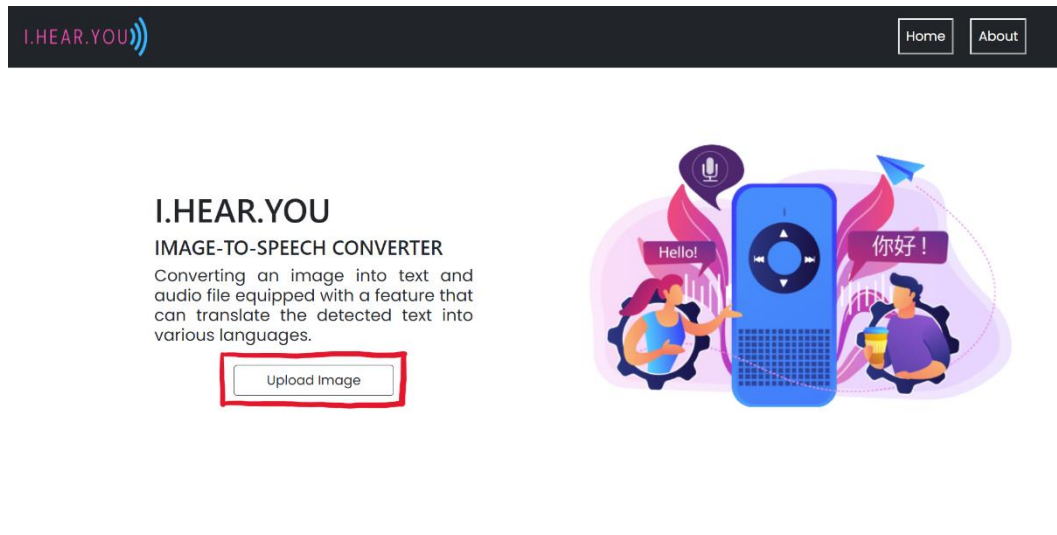 I.HEAR.YOU
Home
About
I.HEAR.YOU
IMAGE-TO-SPEECH CONVERTER
Converting an image into text and
audio file equipped with a feature that
can translate the detected text into
various languages.
Upload Image
Hello!
你好！